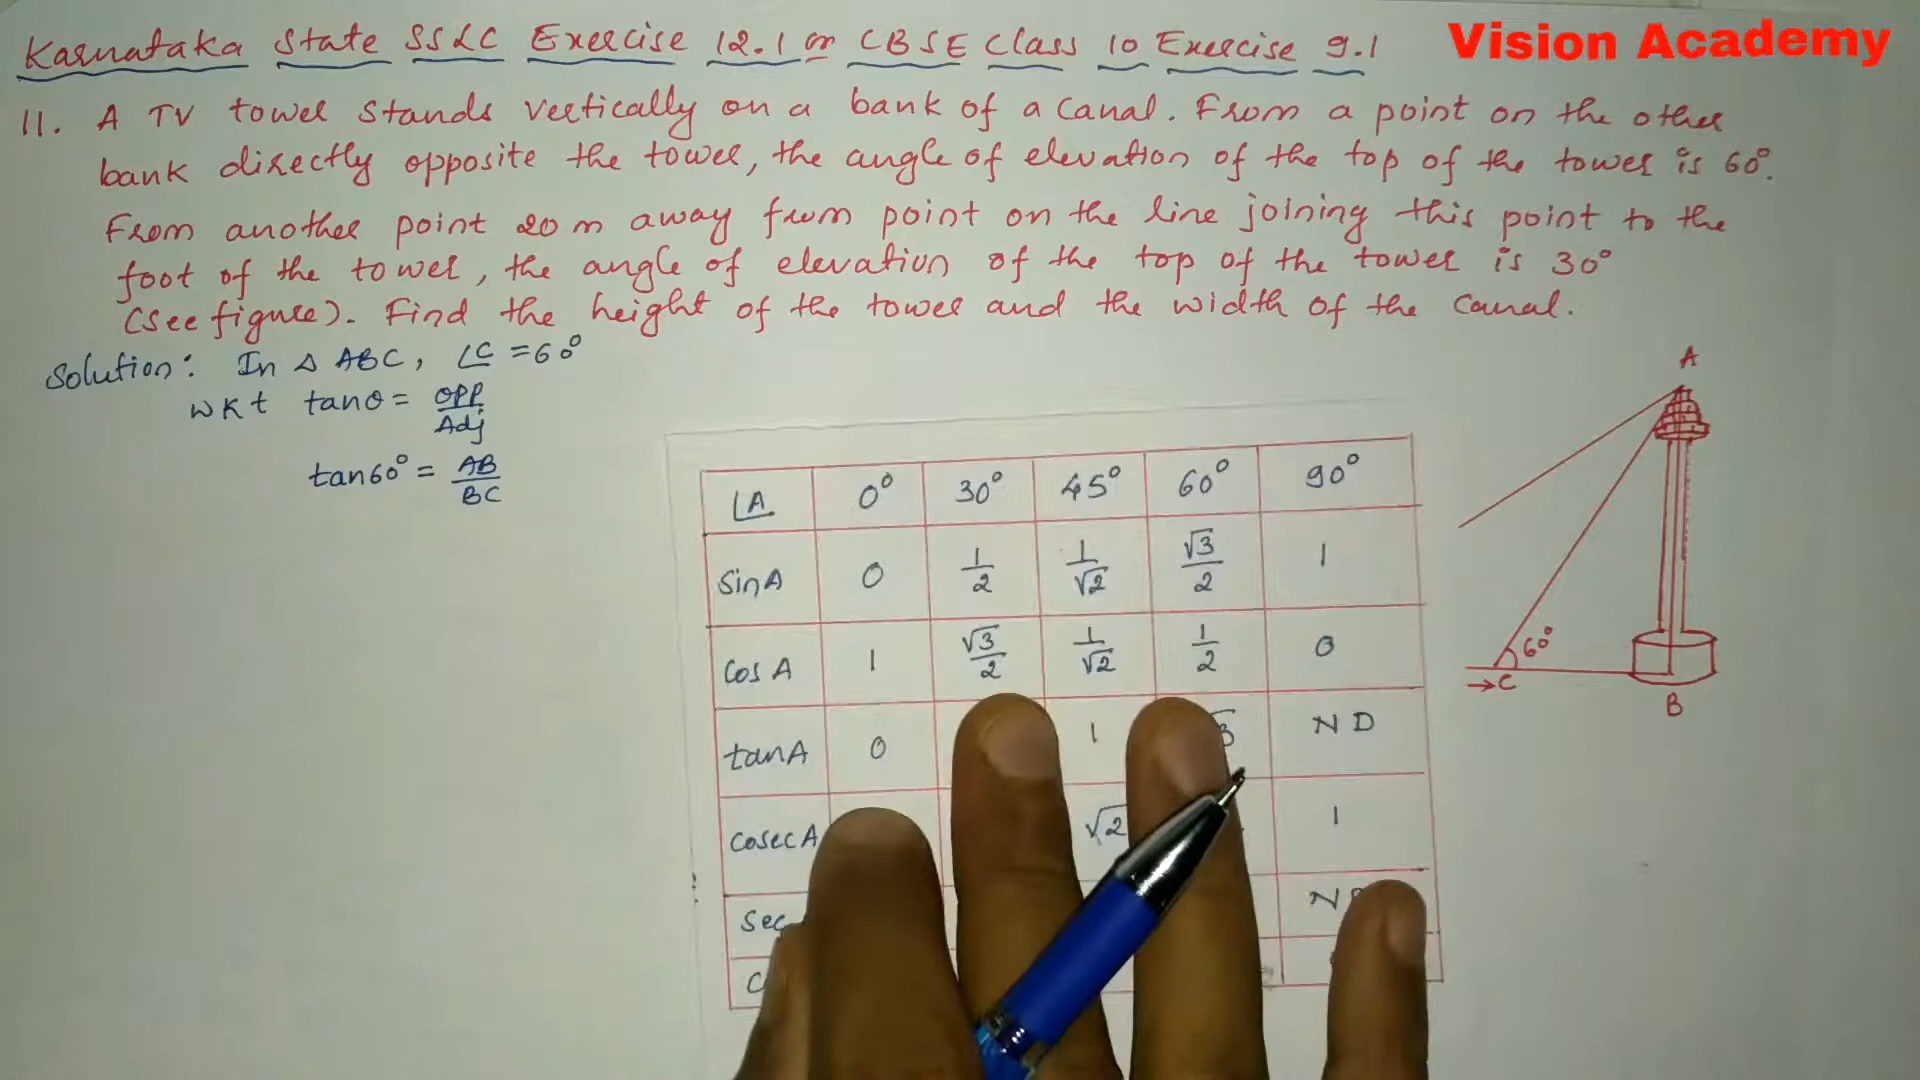 Karnataka State SSLC Exercise 12.1 or CBSE Class 10 Exercise 9.1
Vision Academy
11. A TV tower stands vertically on a bank of a canal. From a point on the other
bank directly opposite the tower, the angle of elevation of the top of the tower is 60°.
From another point 20 m away from point on the line joining this point to the
foot of the tower, the angle of elevation of the top of the tower is 30°
(see figure). Find the height of the tower and the width of the canal.
Solution: In △ ABC, ∠C = 60°
WKt tanθ = Opp/Adj
tan60° = AB/BC
∠A 0° 30° 45° 60° 90°
SinA 0 1/2 1/√2 √3/2 1
Cos A 1 √3/2 1/√2 1/2 0
tanA 0 1 ND
CosecA √2 1
Sec
A
60°
→C
B